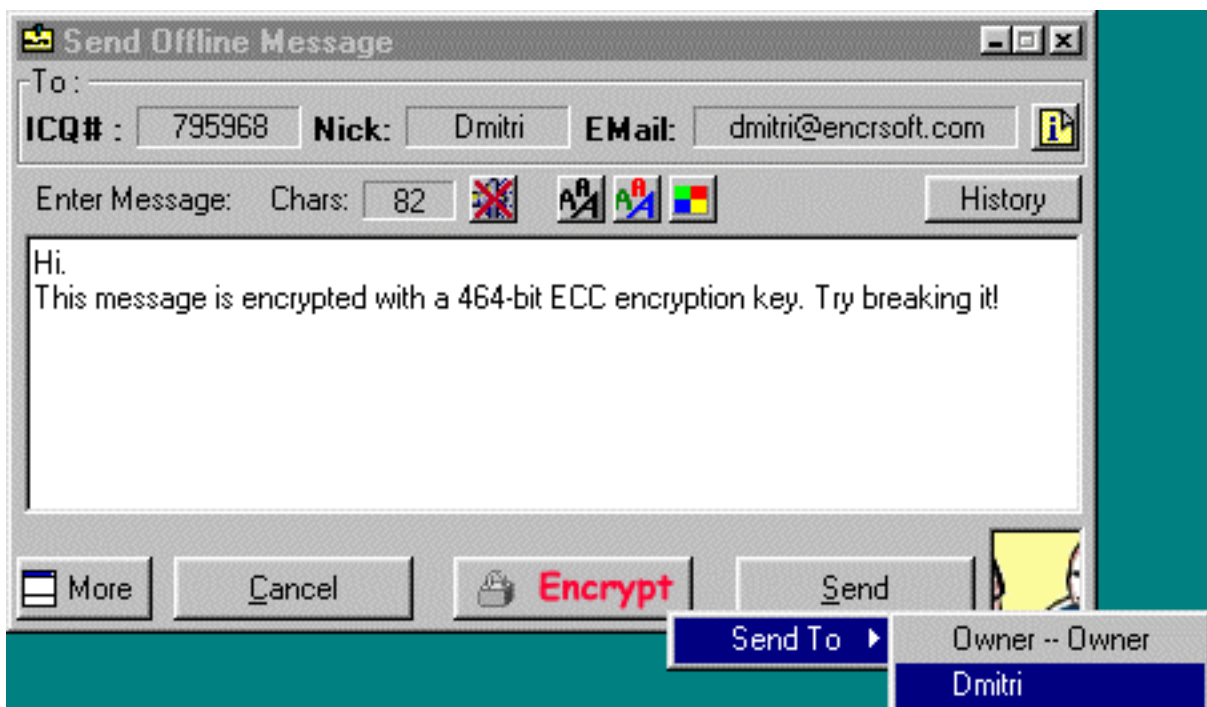 Send Offline Message
To :
ICQ# : 795968 Nick: Dmitri EMail: dmitri@encrsoft.com
Enter Message: Chars: 82 History
Hi.
This message is encrypted with a 464-bit ECC encryption key. Try breaking it!
More Cancel Encrypt Send
Send To Owner -- Owner
Dmitri